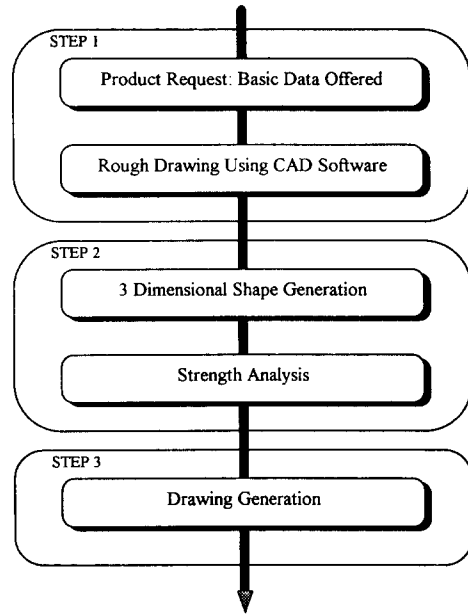 STEP 1
Product Request: Basic Data Offered
Rough Drawing Using CAD Software
STEP 2
3 Dimensional Shape Generation
Strength Analysis
STEP 3
Drawing Generation